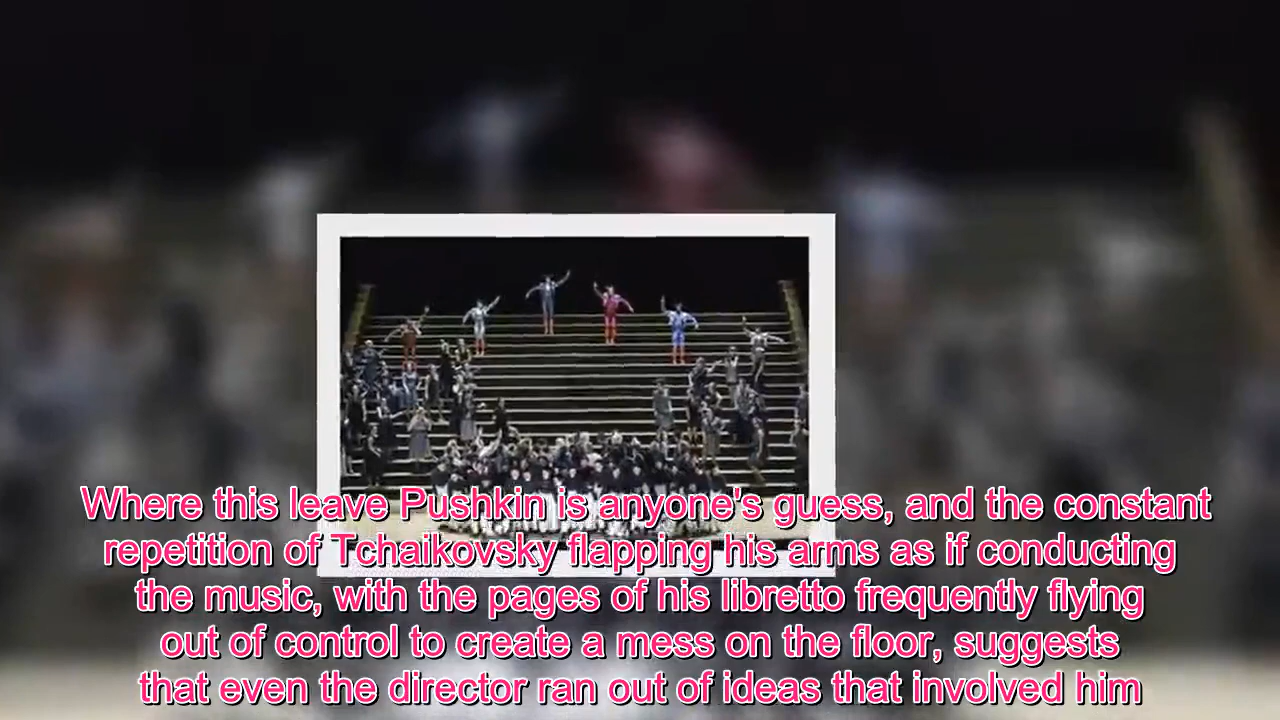 Where this leave Pushkin is anyone's guess, and the constant
repetition of Tchaikovsky flapping his arms as if conducting
the music, with the pages of his libretto frequently flying
out of control to create a mess on the floor, suggests
that even the director ran out of ideas that involved him